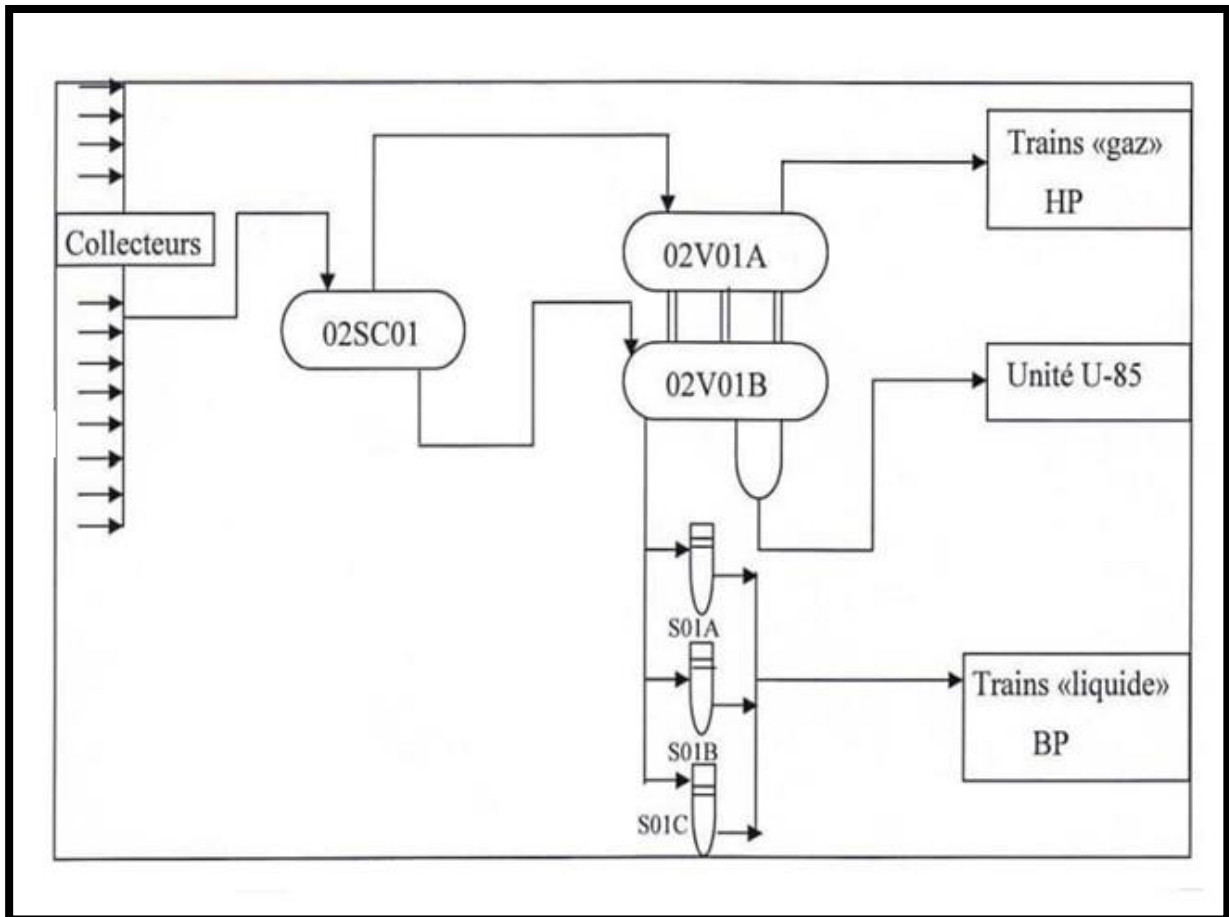 Trains «gaz»
HP
Collecteurs
02V01A
02SC01
02V01B
Unité U-85
S01A
Trains «liquide»
BP
S01B
S01C